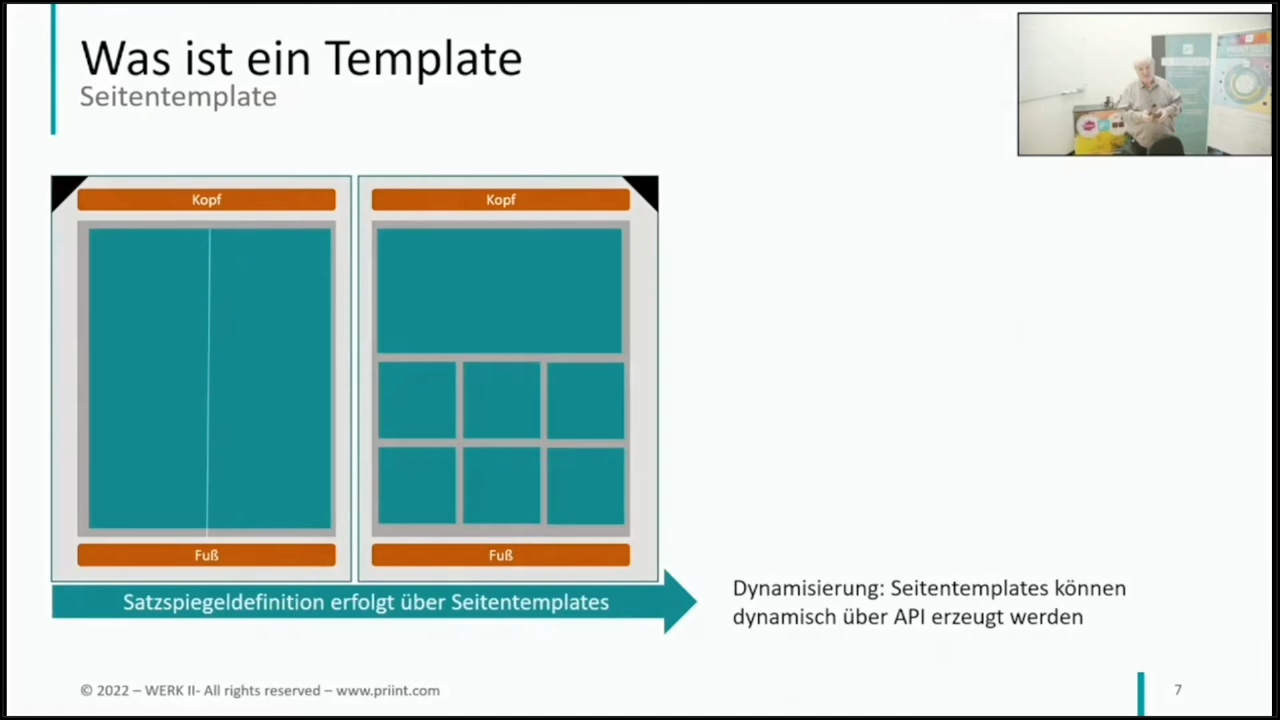 Was ist ein Template
Seitentemplate
Kopf
Kopf
Fuß
Fuß
Satzspiegeldefinition erfolgt über Seitentemplates
Dynamisierung: Seitentemplates können
dynamisch über API erzeugt werden
© 2022 – WERK II- All rights reserved – www.priint.com
7